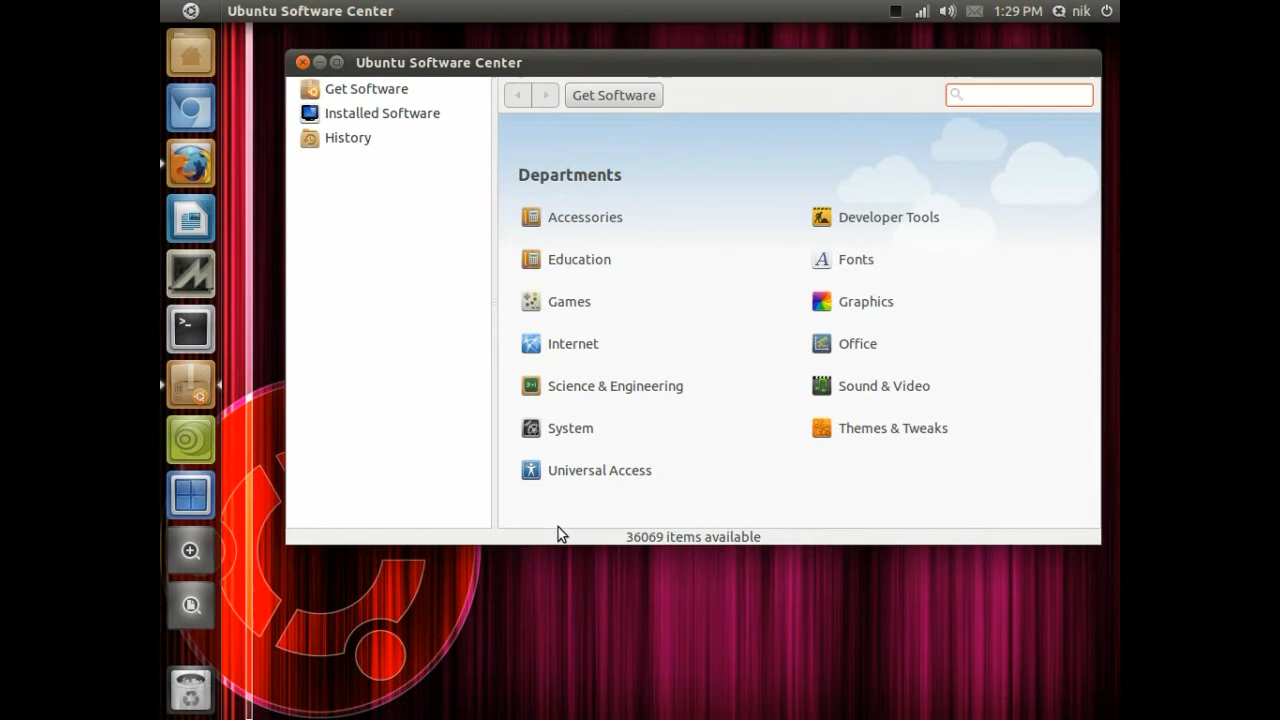 Ubuntu Software Center
1:29 PM
nik
Ubuntu Software Center
Get Software
Installed Software
History
Get Software
Departments
Accessories
Developer Tools
Education
Fonts
Games
Graphics
Internet
Office
Science & Engineering
Sound & Video
System
Themes & Tweaks
Universal Access
36069 items available